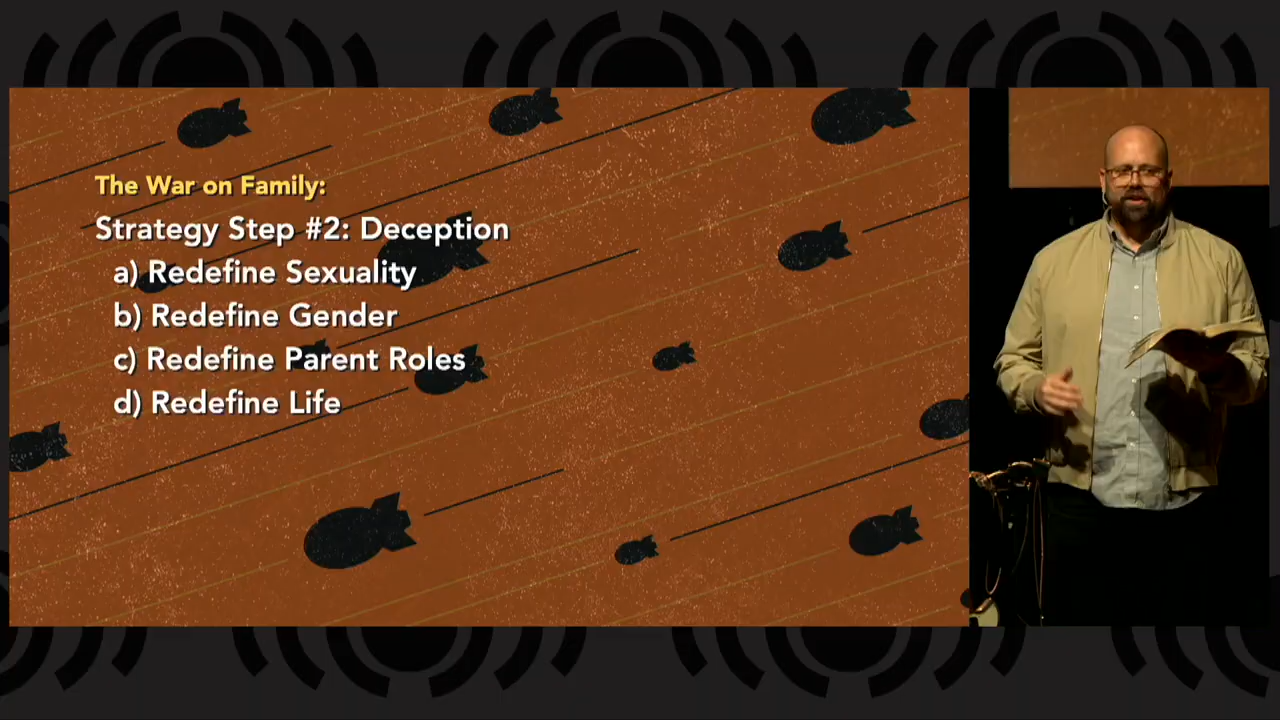 The War on Family:
Strategy Step #2: Deception
a) Redefine Sexuality
b) Redefine Gender
c) Redefine Parent Roles
d) Redefine Life